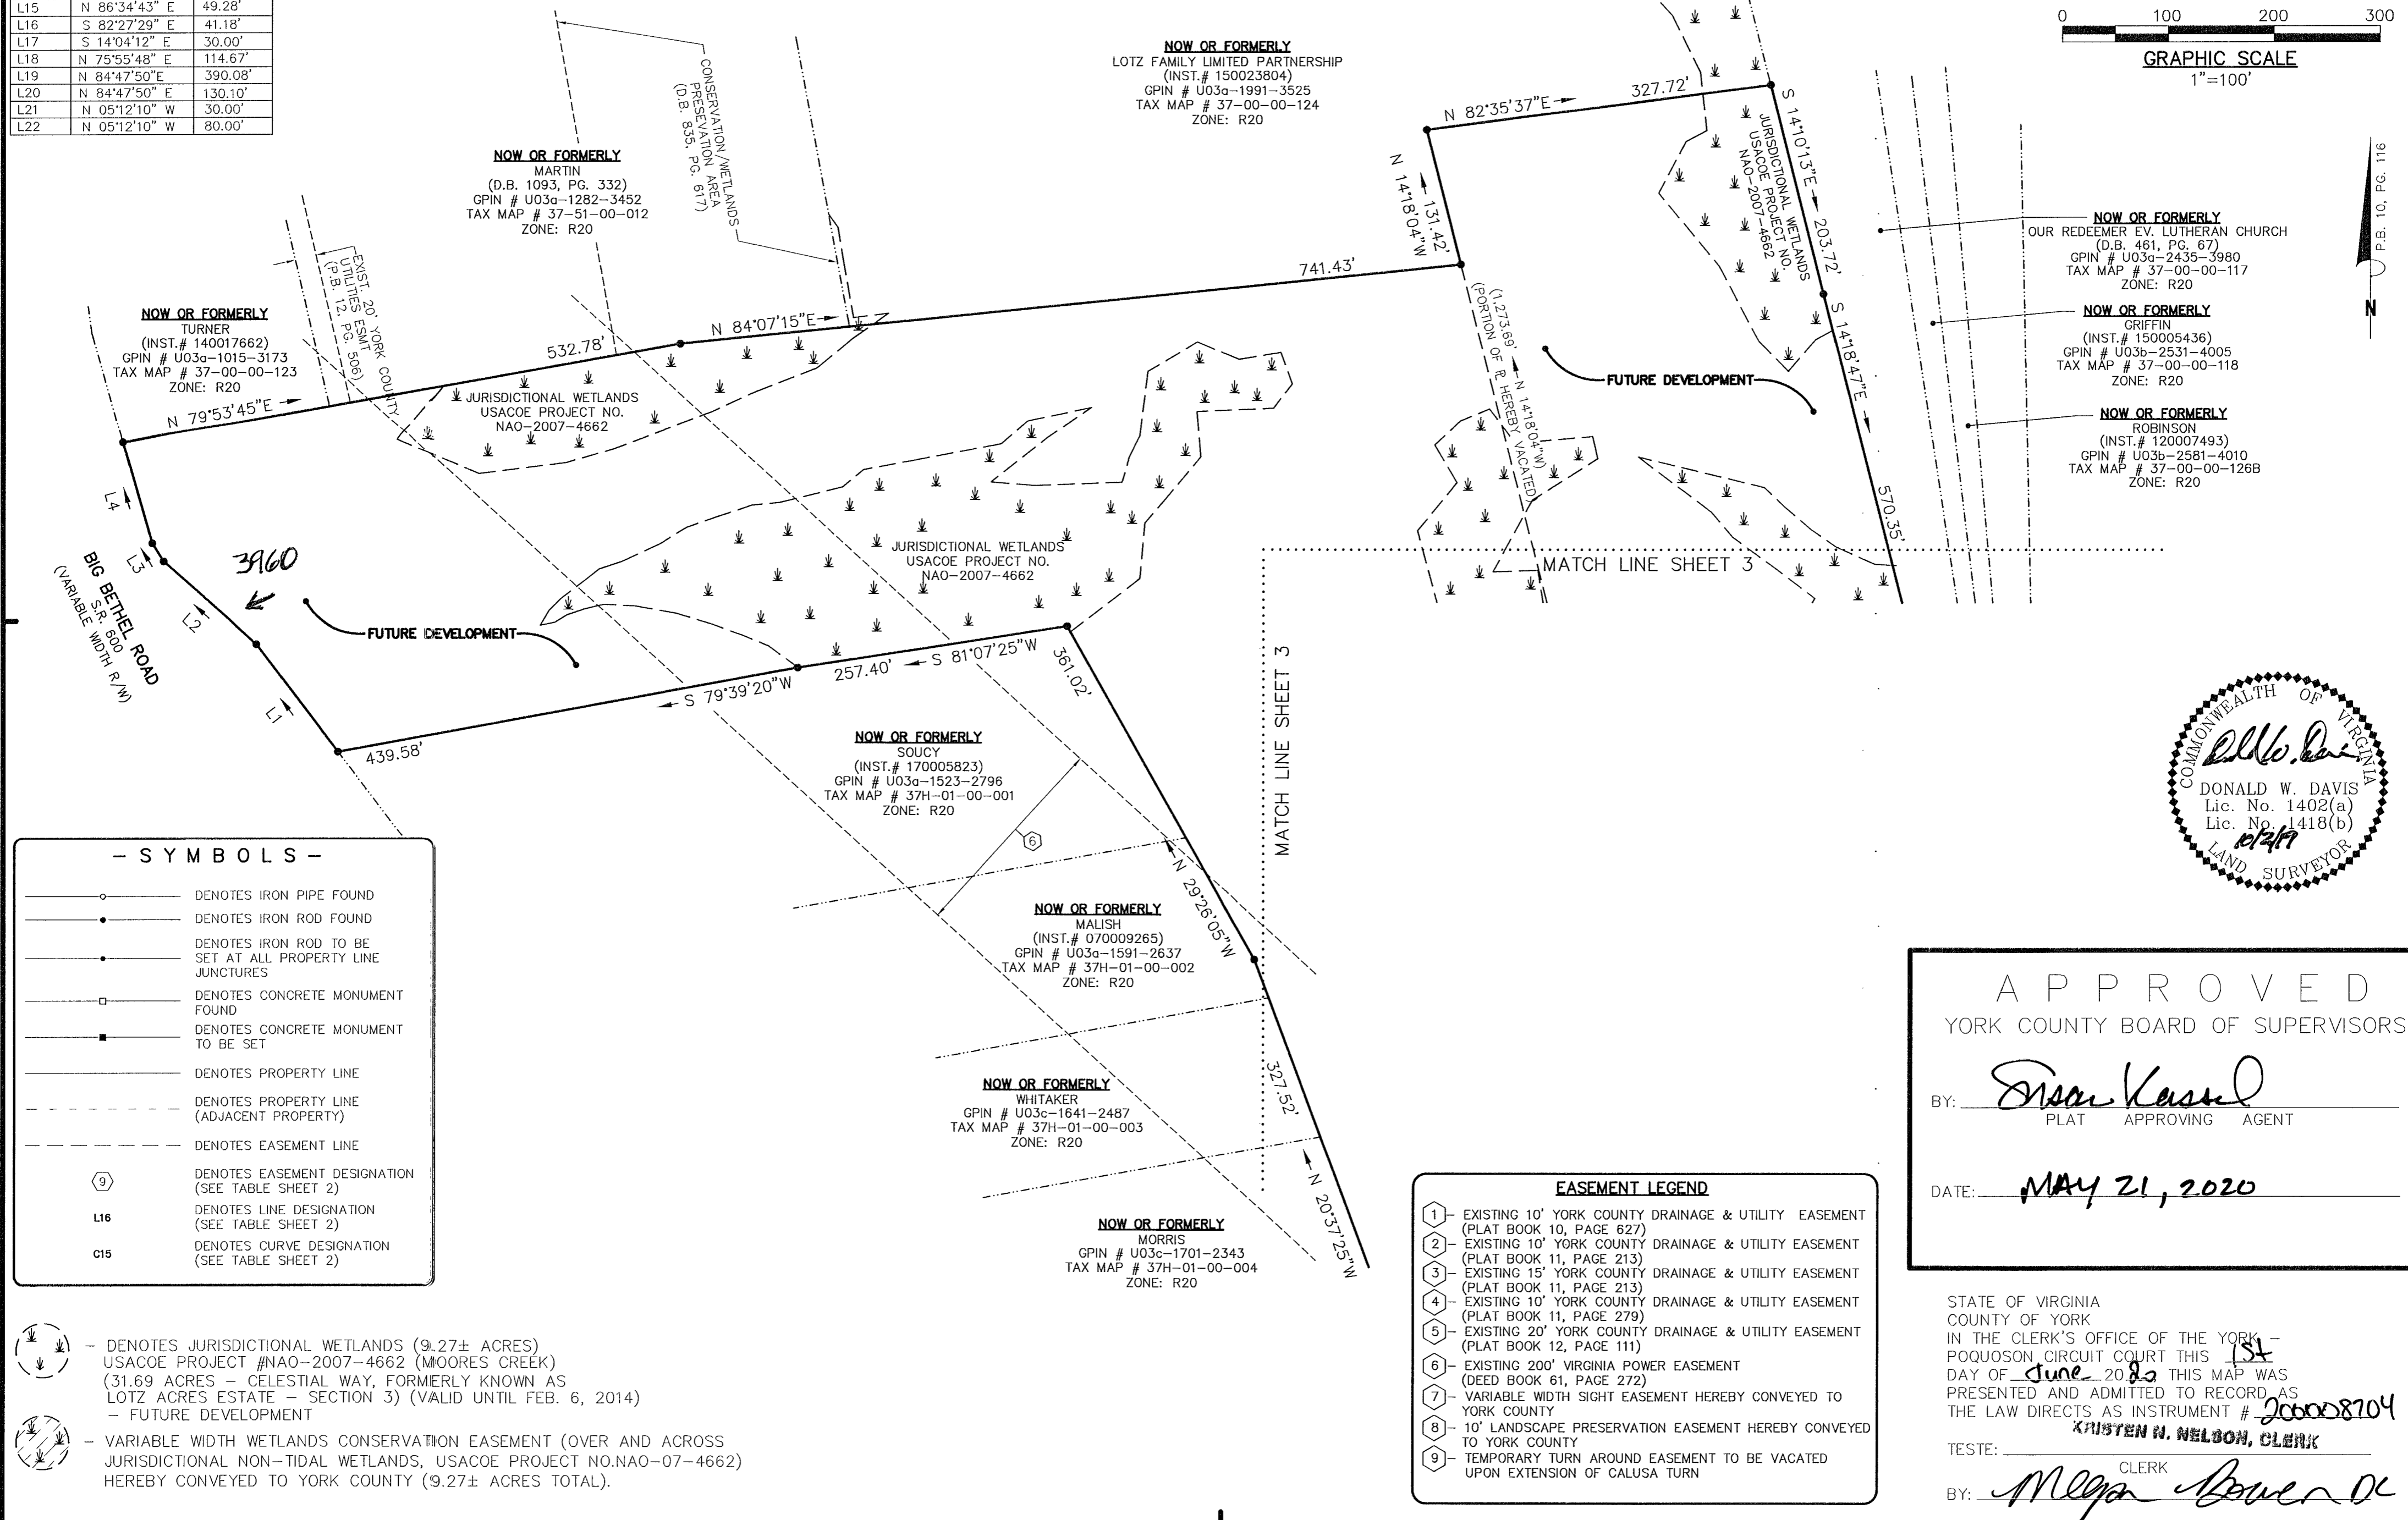 L15 N 86°34'43" E 49.28'
L16 S 82°27'29" E 41.18'
L17 S 14°04'12" E 30.00'
L18 N 75°55'48" E 114.67'
L19 N 84°47'50"E 390.08'
L20 N 84°47'50" E 130.10'
L21 N 05°12'10" W 30.00'
L22 N 05°12'10" W 80.00'
0 100 200 300
GRAPHIC SCALE
1"=100'
P.B. 10, PG. 116
N
NOW OR FORMERLY
LOTZ FAMILY LIMITED PARTNERSHIP
(INST.# 150023804)
GPIN # U03a-1991-3525
TAX MAP # 37-00-00-124
ZONE: R20
CONSERVATION/WETLANDS
PRESEVATION AREA
(D.B. 835, PG. 617)
NOW OR FORMERLY
MARTIN
(D.B. 1093, PG. 332)
GPIN # U03a-1282-3452
TAX MAP # 37-51-00-012
ZONE: R20
EXIST. 20' YORK COUNTY
UTILITIES ESMT
(P.B. 12, PG. 506)
NOW OR FORMERLY
TURNER
(INST.# 140017662)
GPIN # U03a-1015-3173
TAX MAP # 37-00-00-123
ZONE: R20
N 82°35'37"E
327.72'
N 14°18'04"W
131.42'
S 14°10'13"E
203.72'
JURISDICTIONAL WETLANDS
USACOE PROJECT NO.
NAO-2007-4662
S 14°18'47"E
570.35'
NOW OR FORMERLY
OUR REDEEMER EV. LUTHERAN CHURCH
(D.B. 461, PG. 67)
GPIN # U03a-2435-3980
TAX MAP # 37-00-00-117
ZONE: R20
NOW OR FORMERLY
GRIFFIN
(INST.# 150005436)
GPIN # U03b-2531-4005
TAX MAP # 37-00-00-118
ZONE: R20
NOW OR FORMERLY
ROBINSON
(INST.# 120007493)
GPIN # U03b-2581-4010
TAX MAP # 37-00-00-126B
ZONE: R20
N 79°53'45"E
532.78'
N 84°07'15"E
741.43'
JURISDICTIONAL WETLANDS
USACOE PROJECT NO.
NAO-2007-4662
(1,273.69' N 14°18'04"W)
(PORTION OF HEREBY VACATED)
FUTURE DEVELOPMENT
L4
L3
L2
L1
BIG BETHEL ROAD
S.R. 600
(VARIABLE WIDTH R/W)
3960
FUTURE DEVELOPMENT
JURISDICTIONAL WETLANDS
USACOE PROJECT NO.
NAO-2007-4662
MATCH LINE SHEET 3
MATCH LINE SHEET 3
439.58'
S 79°39'20"W
257.40'
S 81°07'25"W
361.02'
N 29°26'05"W
327.52'
N 20°37'25"W
NOW OR FORMERLY
SOUCY
(INST.# 170005823)
GPIN # U03a-1523-2796
TAX MAP # 37H-01-00-001
ZONE: R20
6
NOW OR FORMERLY
MALISH
(INST.# 070009265)
GPIN # U03a-1591-2637
TAX MAP # 37H-01-00-002
ZONE: R20
NOW OR FORMERLY
WHITAKER
GPIN # U03c-1641-2487
TAX MAP # 37H-01-00-003
ZONE: R20
NOW OR FORMERLY
MORRIS
GPIN # U03c-1701-2343
TAX MAP # 37H-01-00-004
ZONE: R20
COMMONWEALTH OF VIRGINIA
DONALD W. DAVIS
Lic. No. 1402(a)
Lic. No. 1418(b)
10/2/19
LAND SURVEYOR
- SYMBOLS -
DENOTES IRON PIPE FOUND
DENOTES IRON ROD FOUND
DENOTES IRON ROD TO BE
SET AT ALL PROPERTY LINE
JUNCTURES
DENOTES CONCRETE MONUMENT
FOUND
DENOTES CONCRETE MONUMENT
TO BE SET
DENOTES PROPERTY LINE
DENOTES PROPERTY LINE
(ADJACENT PROPERTY)
DENOTES EASEMENT LINE
9 DENOTES EASEMENT DESIGNATION
(SEE TABLE SHEET 2)
L16 DENOTES LINE DESIGNATION
(SEE TABLE SHEET 2)
C15 DENOTES CURVE DESIGNATION
(SEE TABLE SHEET 2)
- DENOTES JURISDICTIONAL WETLANDS (9.27± ACRES)
USACOE PROJECT #NAO-2007-4662 (MOORES CREEK)
(31.69 ACRES - CELESTIAL WAY, FORMERLY KNOWN AS
LOTZ ACRES ESTATE - SECTION 3) (VALID UNTIL FEB. 6, 2014)
- FUTURE DEVELOPMENT
- VARIABLE WIDTH WETLANDS CONSERVATION EASEMENT (OVER AND ACROSS
JURISDICTIONAL NON-TIDAL WETLANDS, USACOE PROJECT NO.NAO-07-4662)
HEREBY CONVEYED TO YORK COUNTY (9.27± ACRES TOTAL).
EASEMENT LEGEND
1 - EXISTING 10' YORK COUNTY DRAINAGE & UTILITY EASEMENT
(PLAT BOOK 10, PAGE 627)
2 - EXISTING 10' YORK COUNTY DRAINAGE & UTILITY EASEMENT
(PLAT BOOK 11, PAGE 213)
3 - EXISTING 15' YORK COUNTY DRAINAGE & UTILITY EASEMENT
(PLAT BOOK 11, PAGE 213)
4 - EXISTING 10' YORK COUNTY DRAINAGE & UTILITY EASEMENT
(PLAT BOOK 11, PAGE 279)
5 - EXISTING 20' YORK COUNTY DRAINAGE & UTILITY EASEMENT
(PLAT BOOK 12, PAGE 111)
6 - EXISTING 200' VIRGINIA POWER EASEMENT
(DEED BOOK 61, PAGE 272)
7 - VARIABLE WIDTH SIGHT EASEMENT HEREBY CONVEYED TO
YORK COUNTY
8 - 10' LANDSCAPE PRESERVATION EASEMENT HEREBY CONVEYED
TO YORK COUNTY
9 - TEMPORARY TURN AROUND EASEMENT TO BE VACATED
UPON EXTENSION OF CALUSA TURN
APPROVED
YORK COUNTY BOARD OF SUPERVISORS
BY: Susan Kassel
PLAT APPROVING AGENT
DATE: MAY 21, 2020
STATE OF VIRGINIA
COUNTY OF YORK
IN THE CLERK'S OFFICE OF THE YORK -
POQUOSON CIRCUIT COURT THIS 1st
DAY OF June 2020 THIS MAP WAS
PRESENTED AND ADMITTED TO RECORD AS
THE LAW DIRECTS AS INSTRUMENT # 200008704
KRISTEN N. NELSON, CLERK
TESTE:
CLERK
BY: Bowen DC